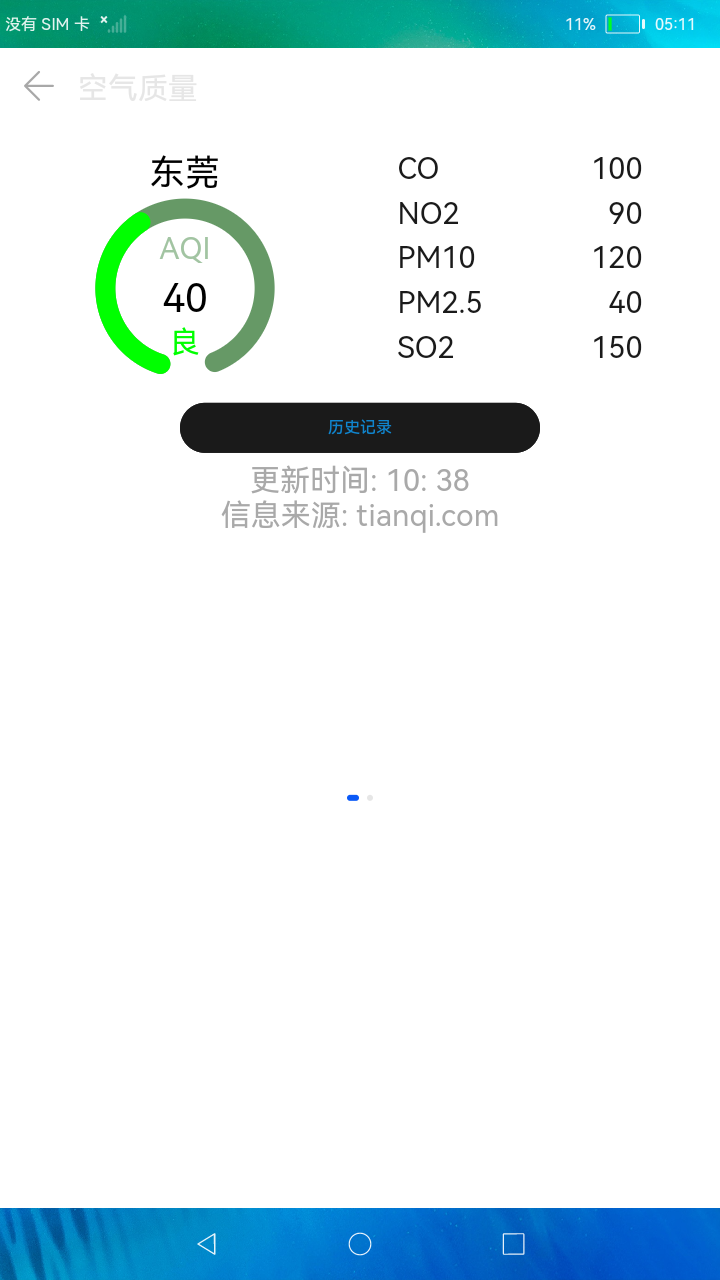 没有 SIM 卡 11% 05:11
空气质量
东莞
AQI
40
良
CO 100
NO2 90
PM10 120
PM2.5 40
SO2 150
历史记录
更新时间: 10: 38
信息来源: tianqi.com